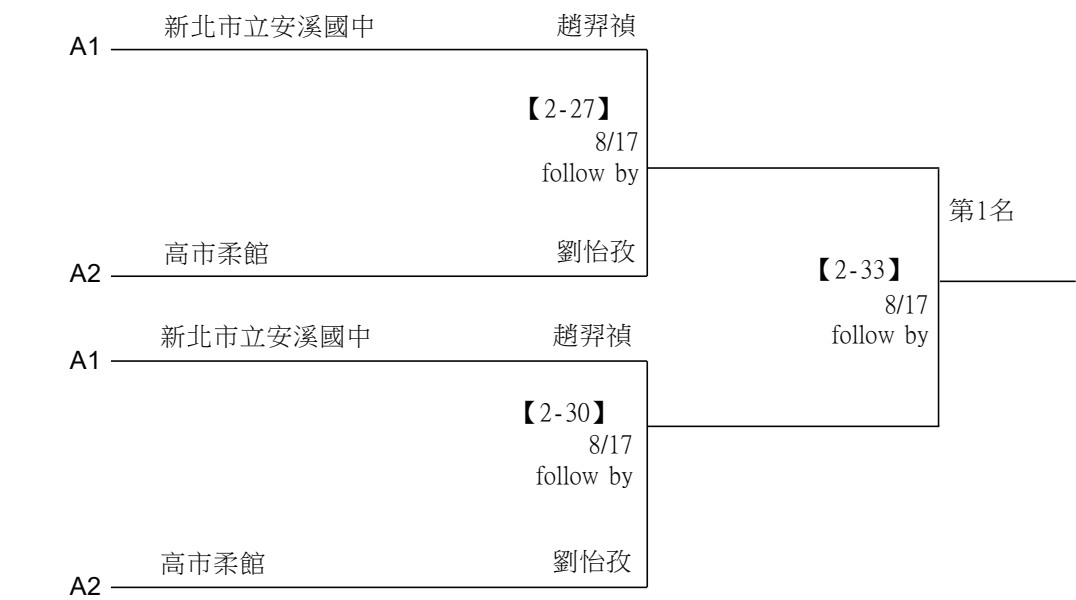 A1 新北市立安溪國中 趙羿禎
【2-27】
8/17
follow by
第1名
A2 高市柔館 劉怡孜
【2-33】
8/17
follow by
A1 新北市立安溪國中 趙羿禎
【2-30】
8/17
follow by
A2 高市柔館 劉怡孜